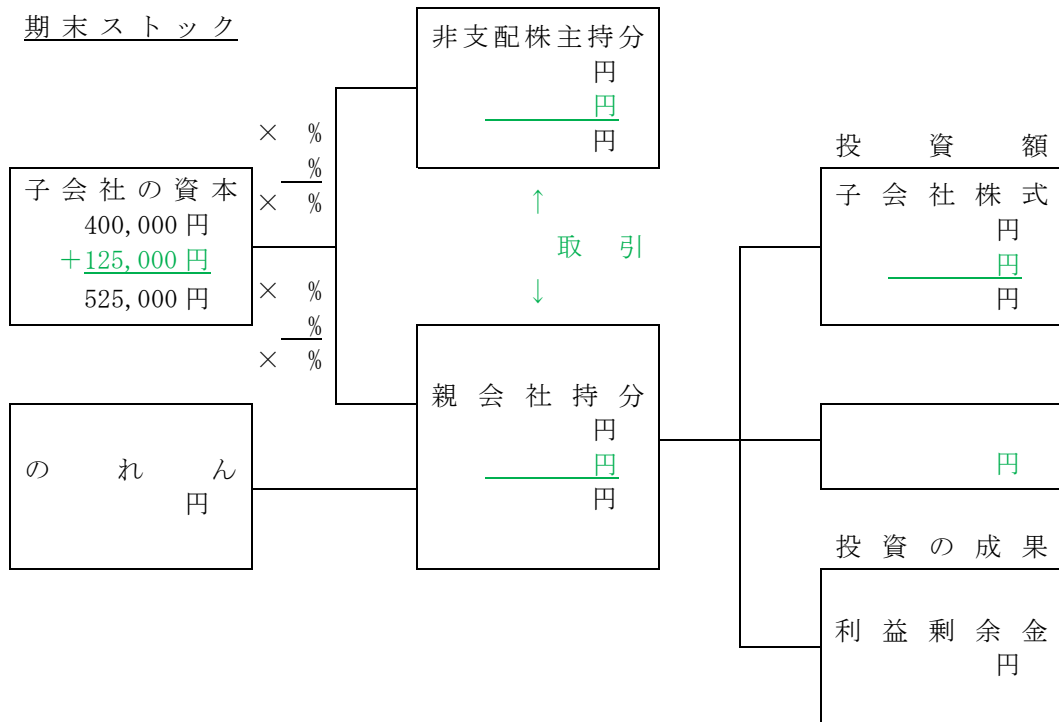 期末ストック
非支配株主持分
円
円
円
× %
%
× %
子会社の資本
400,000円
+125,000円
525,000円
× %
%
× %
↑
取引
↓
投資額
子会社株式
円
円
円
親会社持分
円
円
円
のれん
円
円
投資の成果
利益剰余金
円